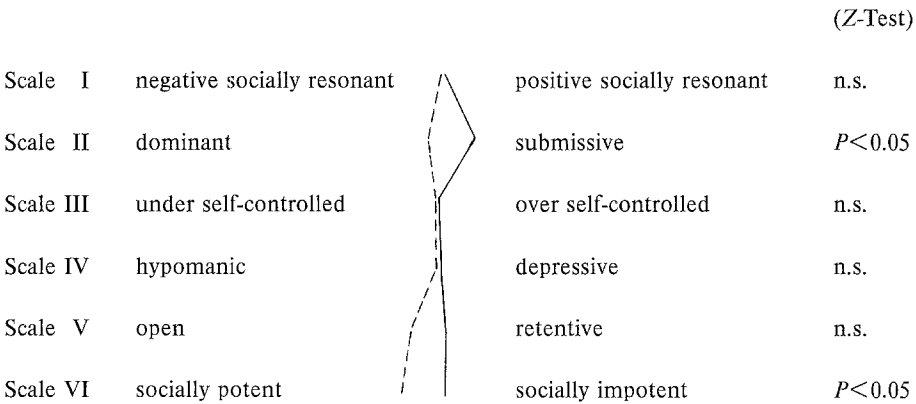 (Z-Test)
Scale I negative socially resonant positive socially resonant n.s.
Scale II dominant submissive P<0.05
Scale III under self-controlled over self-controlled n.s.
Scale IV hypomanic depressive n.s.
Scale V open retentive n.s.
Scale VI socially potent socially impotent P<0.05